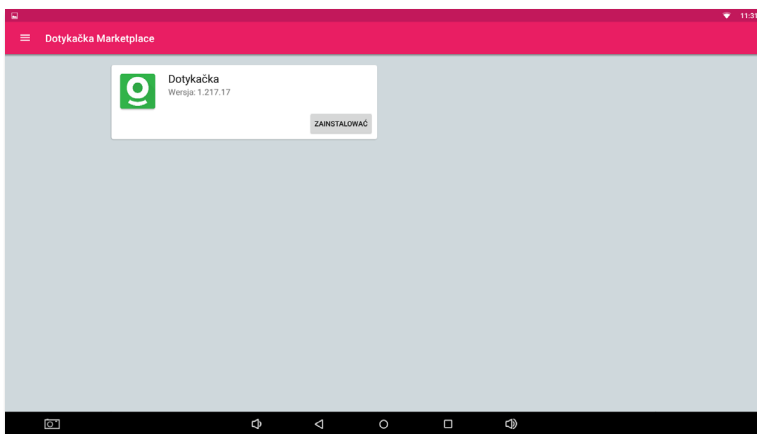 11:31
Dotykačka Marketplace
Dotykačka
Wersja: 1.217.17
ZAINSTALOWAĆ